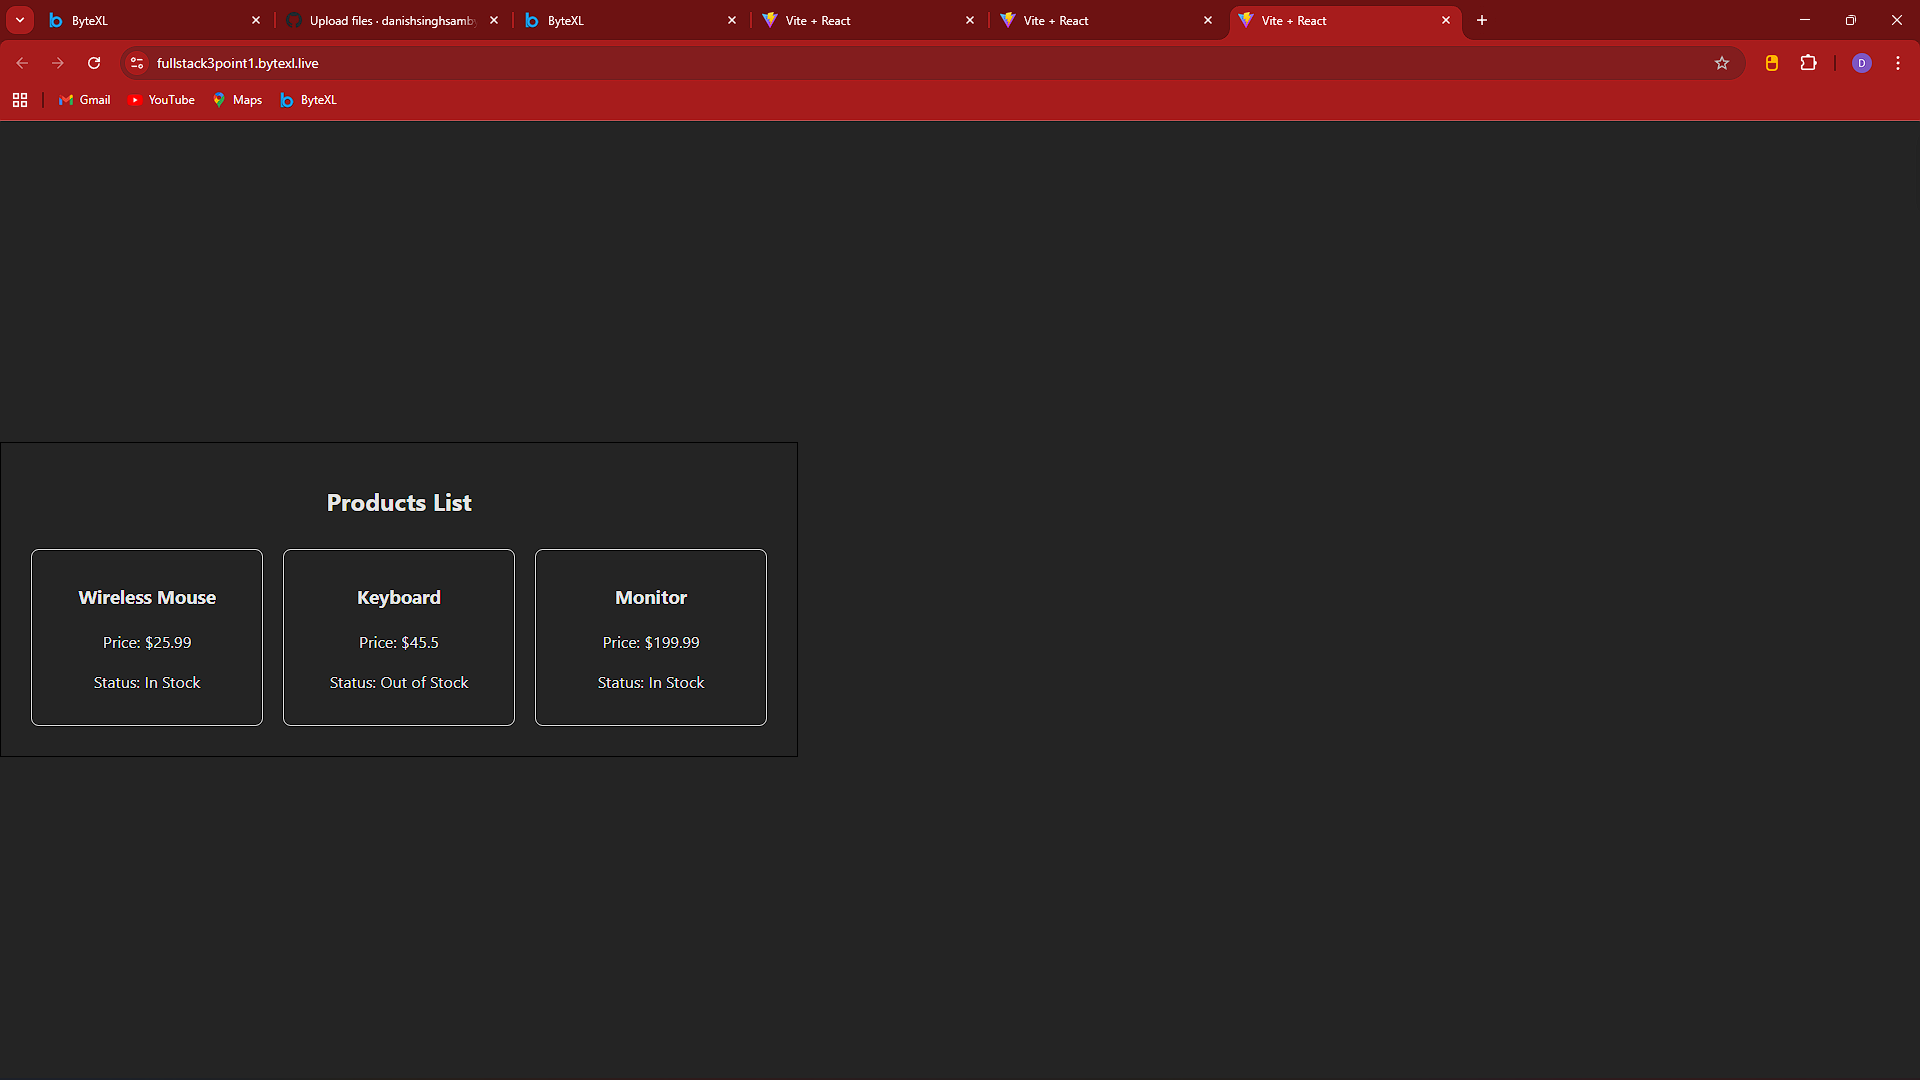 ByteXL
Upload files · danishsinghsamby
ByteXL
Vite + React
Vite + React
Vite + React
fullstack3point1.bytexl.live
D
Gmail
YouTube
Maps
ByteXL
Products List
Wireless Mouse
Price: $25.99
Status: In Stock
Keyboard
Price: $45.5
Status: Out of Stock
Monitor
Price: $199.99
Status: In Stock